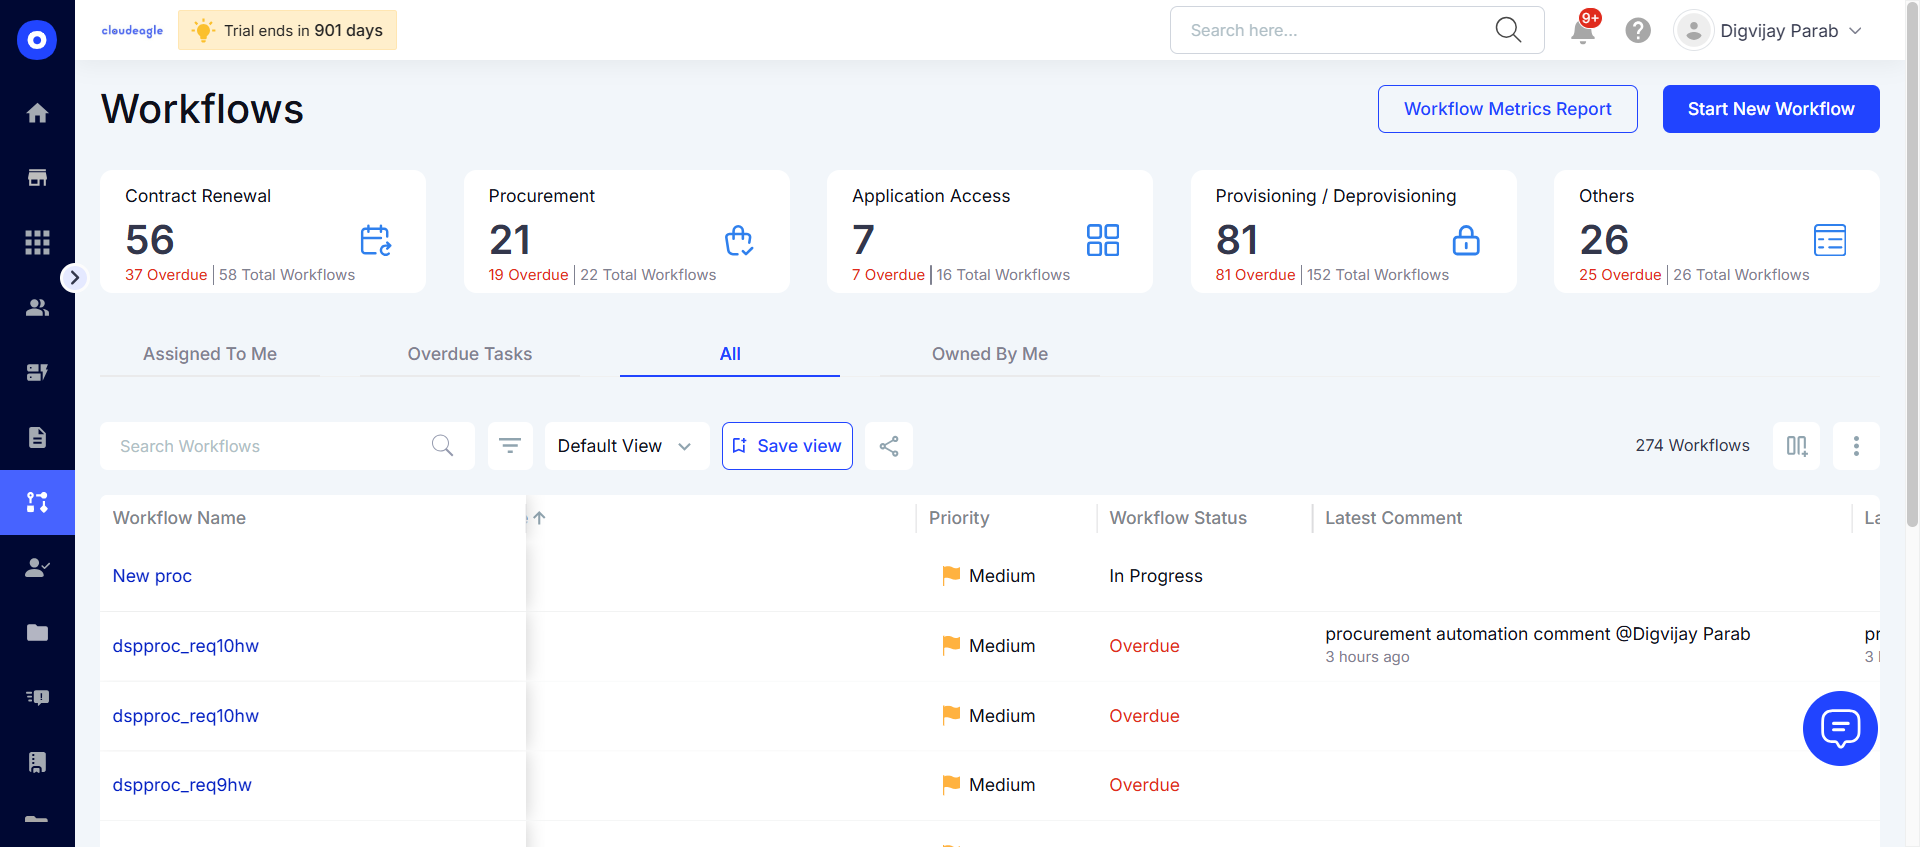 cloudeagle
Trial ends in 901 days
Search here...
9+
Digvijay Parab
Workflows
Workflow Metrics Report
Start New Workflow
Contract Renewal
56
37 Overdue
58 Total Workflows
Procurement
21
19 Overdue
22 Total Workflows
Application Access
7
7 Overdue
16 Total Workflows
Provisioning / Deprovisioning
81
81 Overdue
152 Total Workflows
Others
26
25 Overdue
26 Total Workflows
Assigned To Me
Overdue Tasks
All
Owned By Me
Search Workflows
Default View
Save view
274 Workflows
Workflow Name
Priority
Workflow Status
Latest Comment
New proc
Medium
In Progress
dspproc_req10hw
Medium
Overdue
procurement automation comment @Digvijay Parab
3 hours ago
dspproc_req10hw
Medium
Overdue
dspproc_req9hw
Medium
Overdue